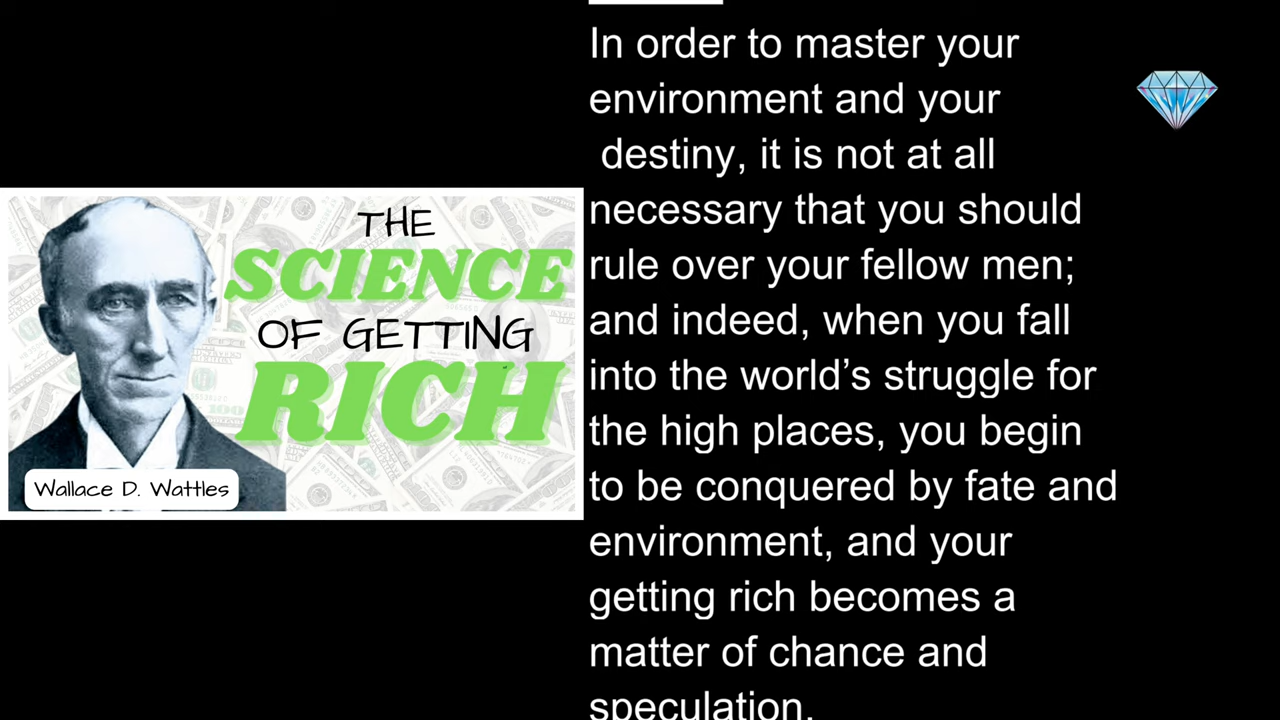 THE
SCIENCE
OF GETTING
RICH
Wallace D. Wattles
In order to master your
environment and your
destiny, it is not at all
necessary that you should
rule over your fellow men;
and indeed, when you fall
into the world’s struggle for
the high places, you begin
to be conquered by fate and
environment, and your
getting rich becomes a
matter of chance and
speculation.